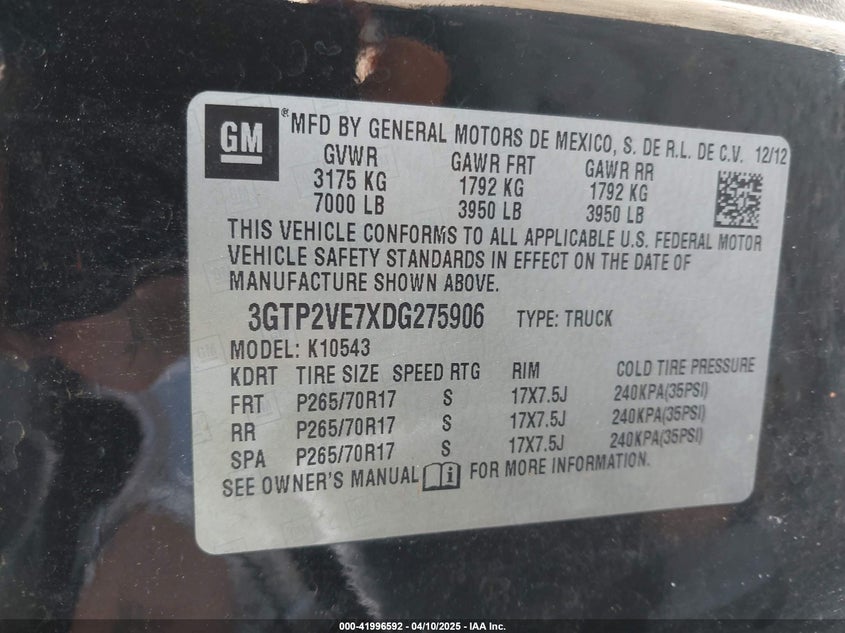 GM ® MFD BY GENERAL MOTORS DE MEXICO, S. DE R.L. DE C.V. 12/12
GVWR GAWR FRT GAWR RR
3175 KG 1792 KG 1792 KG
7000 LB 3950 LB 3950 LB
THIS VEHICLE CONFORMS TO ALL APPLICABLE U.S. FEDERAL MOTOR
VEHICLE SAFETY STANDARDS IN EFFECT ON THE DATE OF
MANUFACTURE SHOWN ABOVE.
3GTP2VE7XDG275906 TYPE: TRUCK
MODEL: K10543
KDRT TIRE SIZE SPEED RTG RIM COLD TIRE PRESSURE
FRT P265/70R17 S 17X7.5J 240KPA(35PSI)
RR P265/70R17 S 17X7.5J 240KPA(35PSI)
SPA P265/70R17 S 17X7.5J 240KPA(35PSI)
SEE OWNER'S MANUAL FOR MORE INFORMATION.
000-41996592 - 04/10/2025 - IAA Inc.